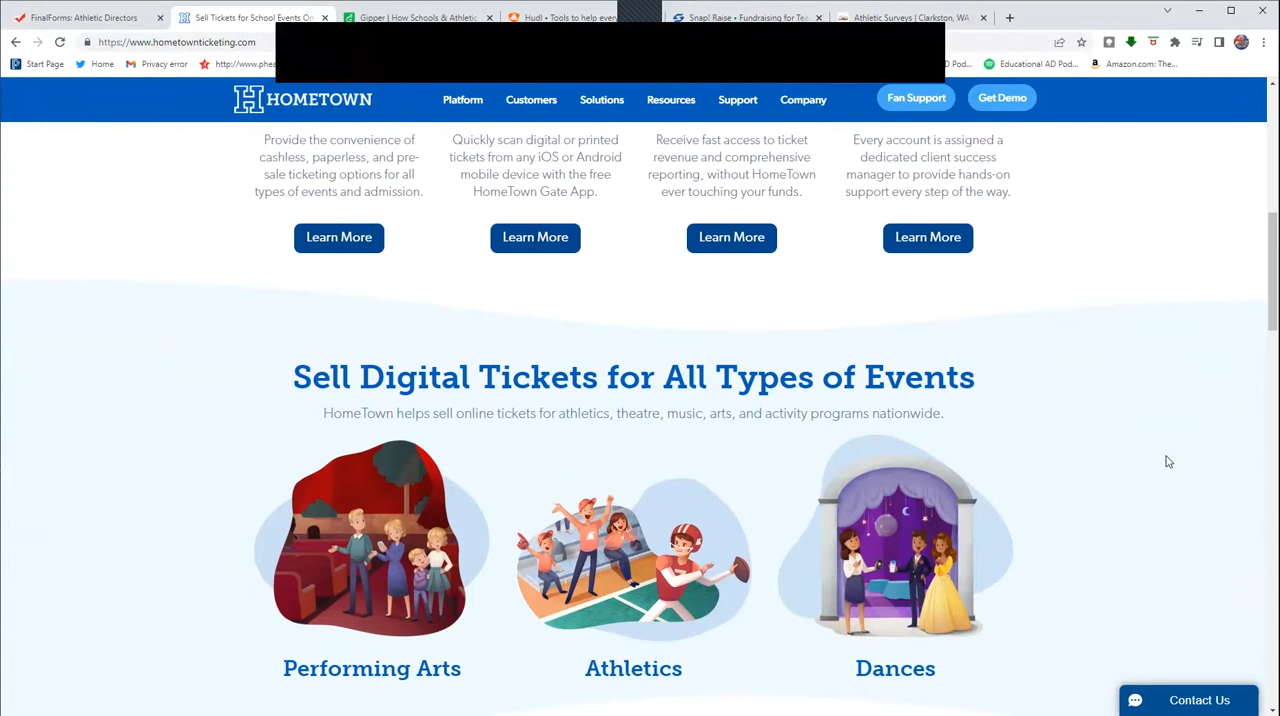 FinalForms: Athletic Directors
Sell Tickets for School Events On
Gipper | How Schools & Athletic
Hudl • Tools to help every
Snap! Raise • Fundraising for Tea
Athletic Surveys | Clarkston, WA
https://www.hometownticketing.com
Start Page
Home
Privacy error
http://www.phea
D Pod...
Educational AD Pod...
Amazon.com: The...
HOMETOWN
Platform
Customers
Solutions
Resources
Support
Company
Fan Support
Get Demo
Provide the convenience of
cashless, paperless, and pre-
sale ticketing options for all
types of events and admission.
Learn More
Quickly scan digital or printed
tickets from any iOS or Android
mobile device with the free
HomeTown Gate App.
Learn More
Receive fast access to ticket
revenue and comprehensive
reporting, without HomeTown
ever touching your funds.
Learn More
Every account is assigned a
dedicated client success
manager to provide hands-on
support every step of the way.
Learn More
Sell Digital Tickets for All Types of Events
HomeTown helps sell online tickets for athletics, theatre, music, arts, and activity programs nationwide.
Performing Arts
Athletics
Dances
Contact Us